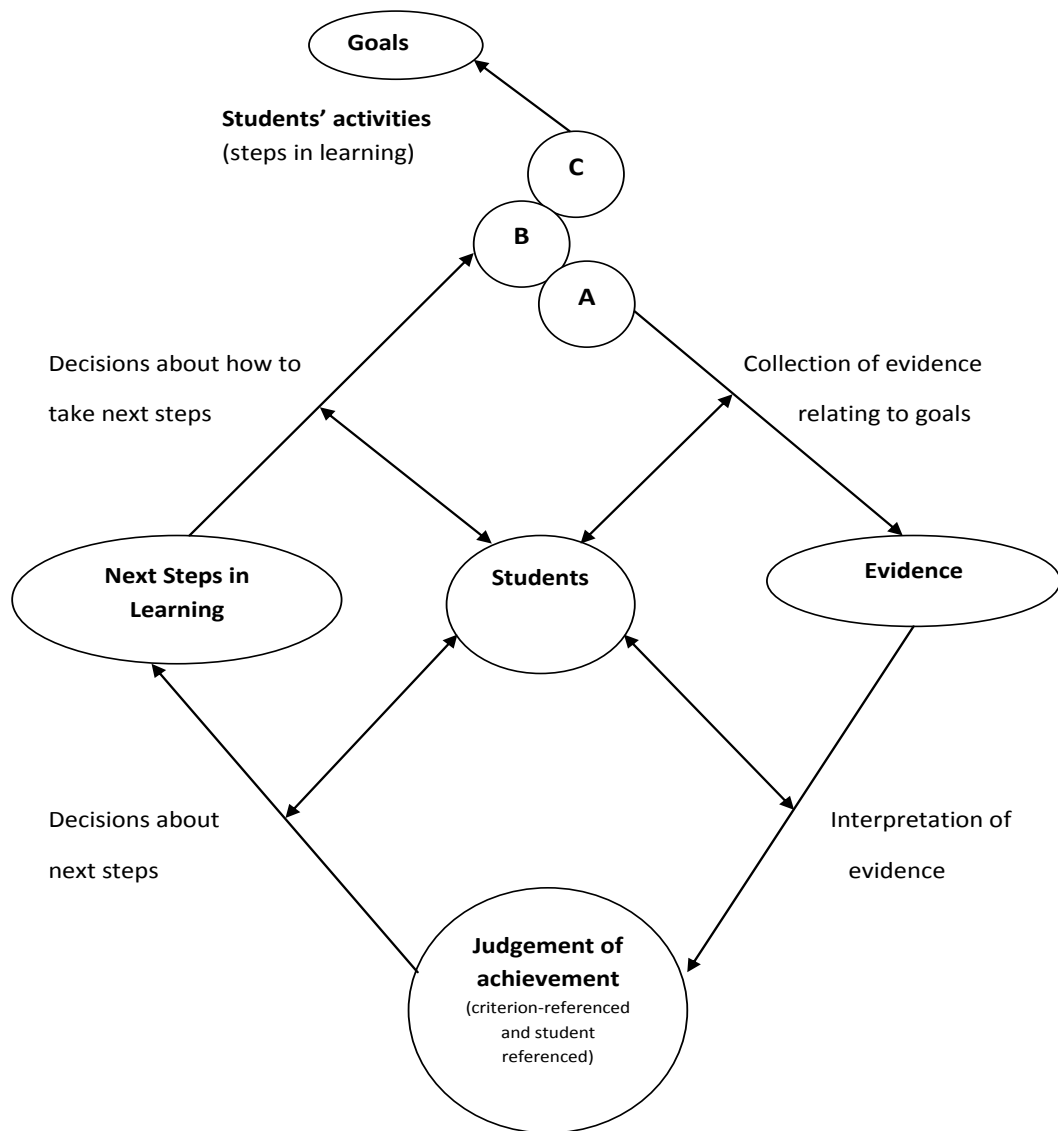 Goals
Students’ activities
(steps in learning)
C
B
A
Decisions about how to
take next steps
Collection of evidence
relating to goals
Next Steps in
Learning
Students
Evidence
Decisions about
next steps
Interpretation of
evidence
Judgement of
achievement
(criterion-referenced
and student
referenced)